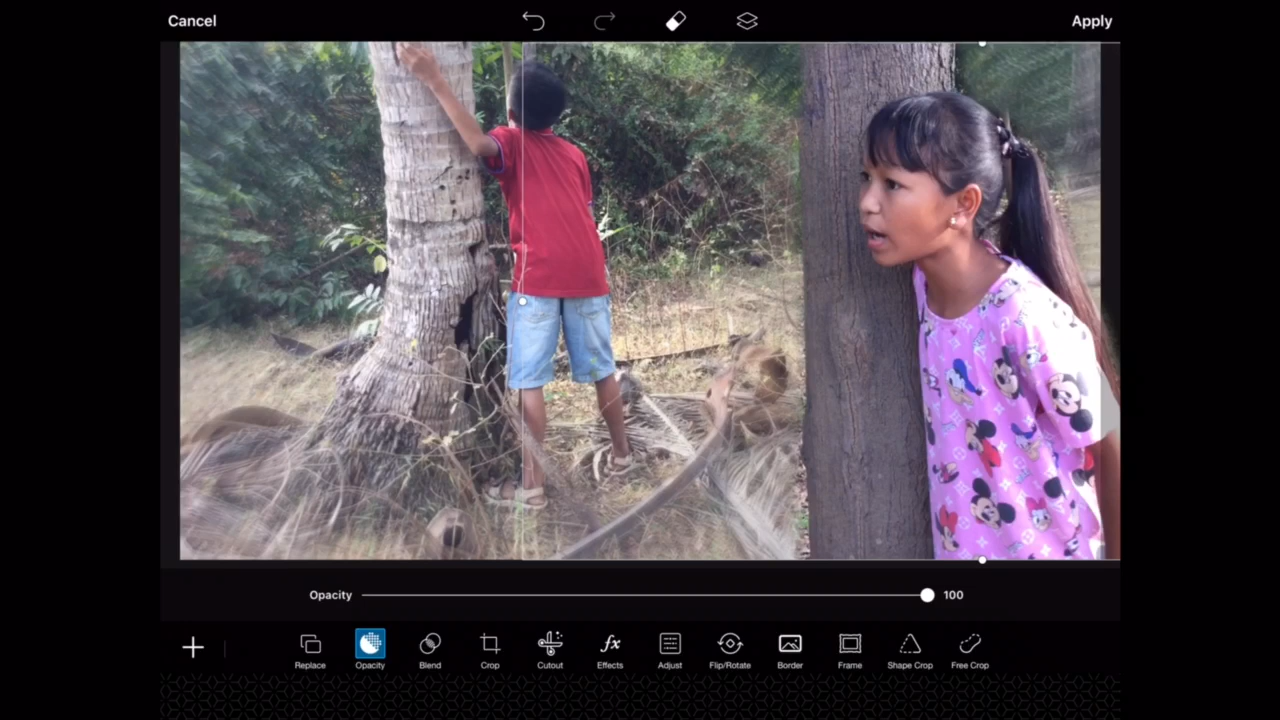 Cancel
Apply
Opacity
100
Replace
Opacity
Blend
Crop
Cutout
fx
Effects
Adjust
Flip/Rotate
Border
Frame
Shape Crop
Free Crop